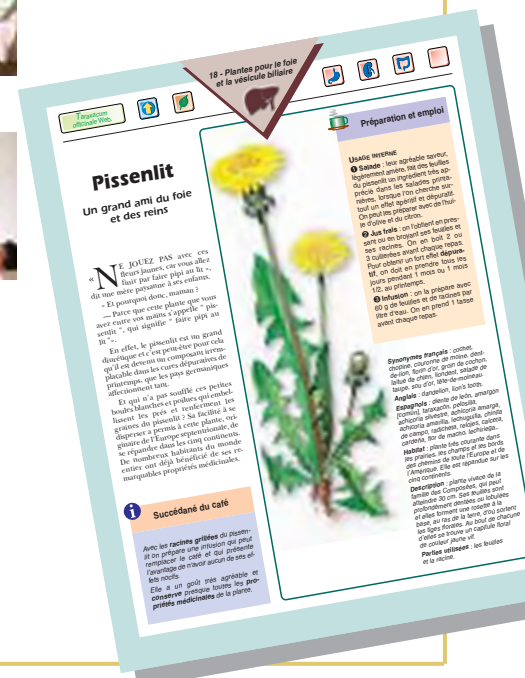 18 - Plantes pour le foie
et la vésicule biliaire
Taraxacum
officinale Web.
Pissenlit
Un grand ami du foie
et des reins
« NE JOUEZ PAS avec ces
fleurs jaunes, car vous allez
finir par faire pipi au lit »,
dit une mère paysanne à ses enfants.
– Et pourquoi donc, maman ?
— Parce que cette plante que vous
avez entre vos mains s'appelle " pis-
senlit ", qui signifie " faire pipi au
lit ".
En effet, le pissenlit est un grand
diurétique et c'est peut-être pour cela
qu'il est devenu un composant irrem-
plaçable dans les cures dépuratives de
printemps, que les pays germaniques
affectionnent tant.
Et qui n'a pas soufflé ces petites
boules blanches et poilues qui embel-
lissent les prés et renferment les
graines du pissenlit ? Sa facilité à se
disperser a permis à cette plante, ori-
ginaire de l'Europe septentrionale, de
se répandre dans les cinq continents.
De nombreux habitants du monde
entier ont déjà bénéficié de ses re-
marquables propriétés médicinales.
i
Succédané du café
Avec les racines grillées du pissen-
lit on prépare une infusion qui peut
remplacer le café et qui présente
l'avantage de n'avoir aucun de ses ef-
fets nocifs.
Elle a un goût très agréable et
conserve presque toutes les pro-
priétés médicinales de la plante.
Préparation et emploi
USAGE INTERNE
❶ Salade : leur agréable saveur,
légèrement amère, fait des feuilles
du pissenlit un ingrédient très ap-
précié dans les salades printa-
nières, lorsque l'on cherche sur-
tout un effet apéritif et dépuratif.
On peut les préparer avec de l'hui-
le d'olive et du citron.
❷ Jus frais : on l'obtient en pres-
sant ou en broyant ses feuilles et
ses racines. On en boit 2 ou
3 cuillerées avant chaque repas.
Pour obtenir un fort effet dépura-
tif, on doit en prendre tous les
jours pendant 1 mois ou 1 mois
1/2, au printemps.
❸ Infusion : on la prépare avec
60 g de feuilles et de racines par
litre d'eau. On en prend 1 tasse
avant chaque repas.
Synonymes français : cochet,
chopine, couronne de moine, dent-
de-lion, florin d'or, groin de cochon,
laitue de chien, liondent, salade de
taupe, sou d'or, tête-de-moineau.
Anglais : dandelion, lion's tooth.
Espagnols : diente de león, amargón
[común], taraxacón, pelosilla,
achicoria silvestre, achicoria amarga,
achicoria amarilla, lechuguilla, chinita
de campo, radicheta, relojes, calceta,
cardeña, flor de macho, lechugilla.
Habitat : plante très courante dans
les prairies, les champs et les bords
des chemins de toute l'Europe et de
l'Amérique. Elle est répandue sur les
cinq continents.
Description : plante vivace de la
famille des Composées, qui peut
atteindre 30 cm. Ses feuilles sont
profondément dentées ou lobulées
et elles forment une rosette à la
base, au ras de la terre, d'où sortent
les tiges florales. Au bout de chacune
d'elles se trouve un capitule floral
de couleur jaune vif.
Parties utilisées : les feuilles
et la racine.